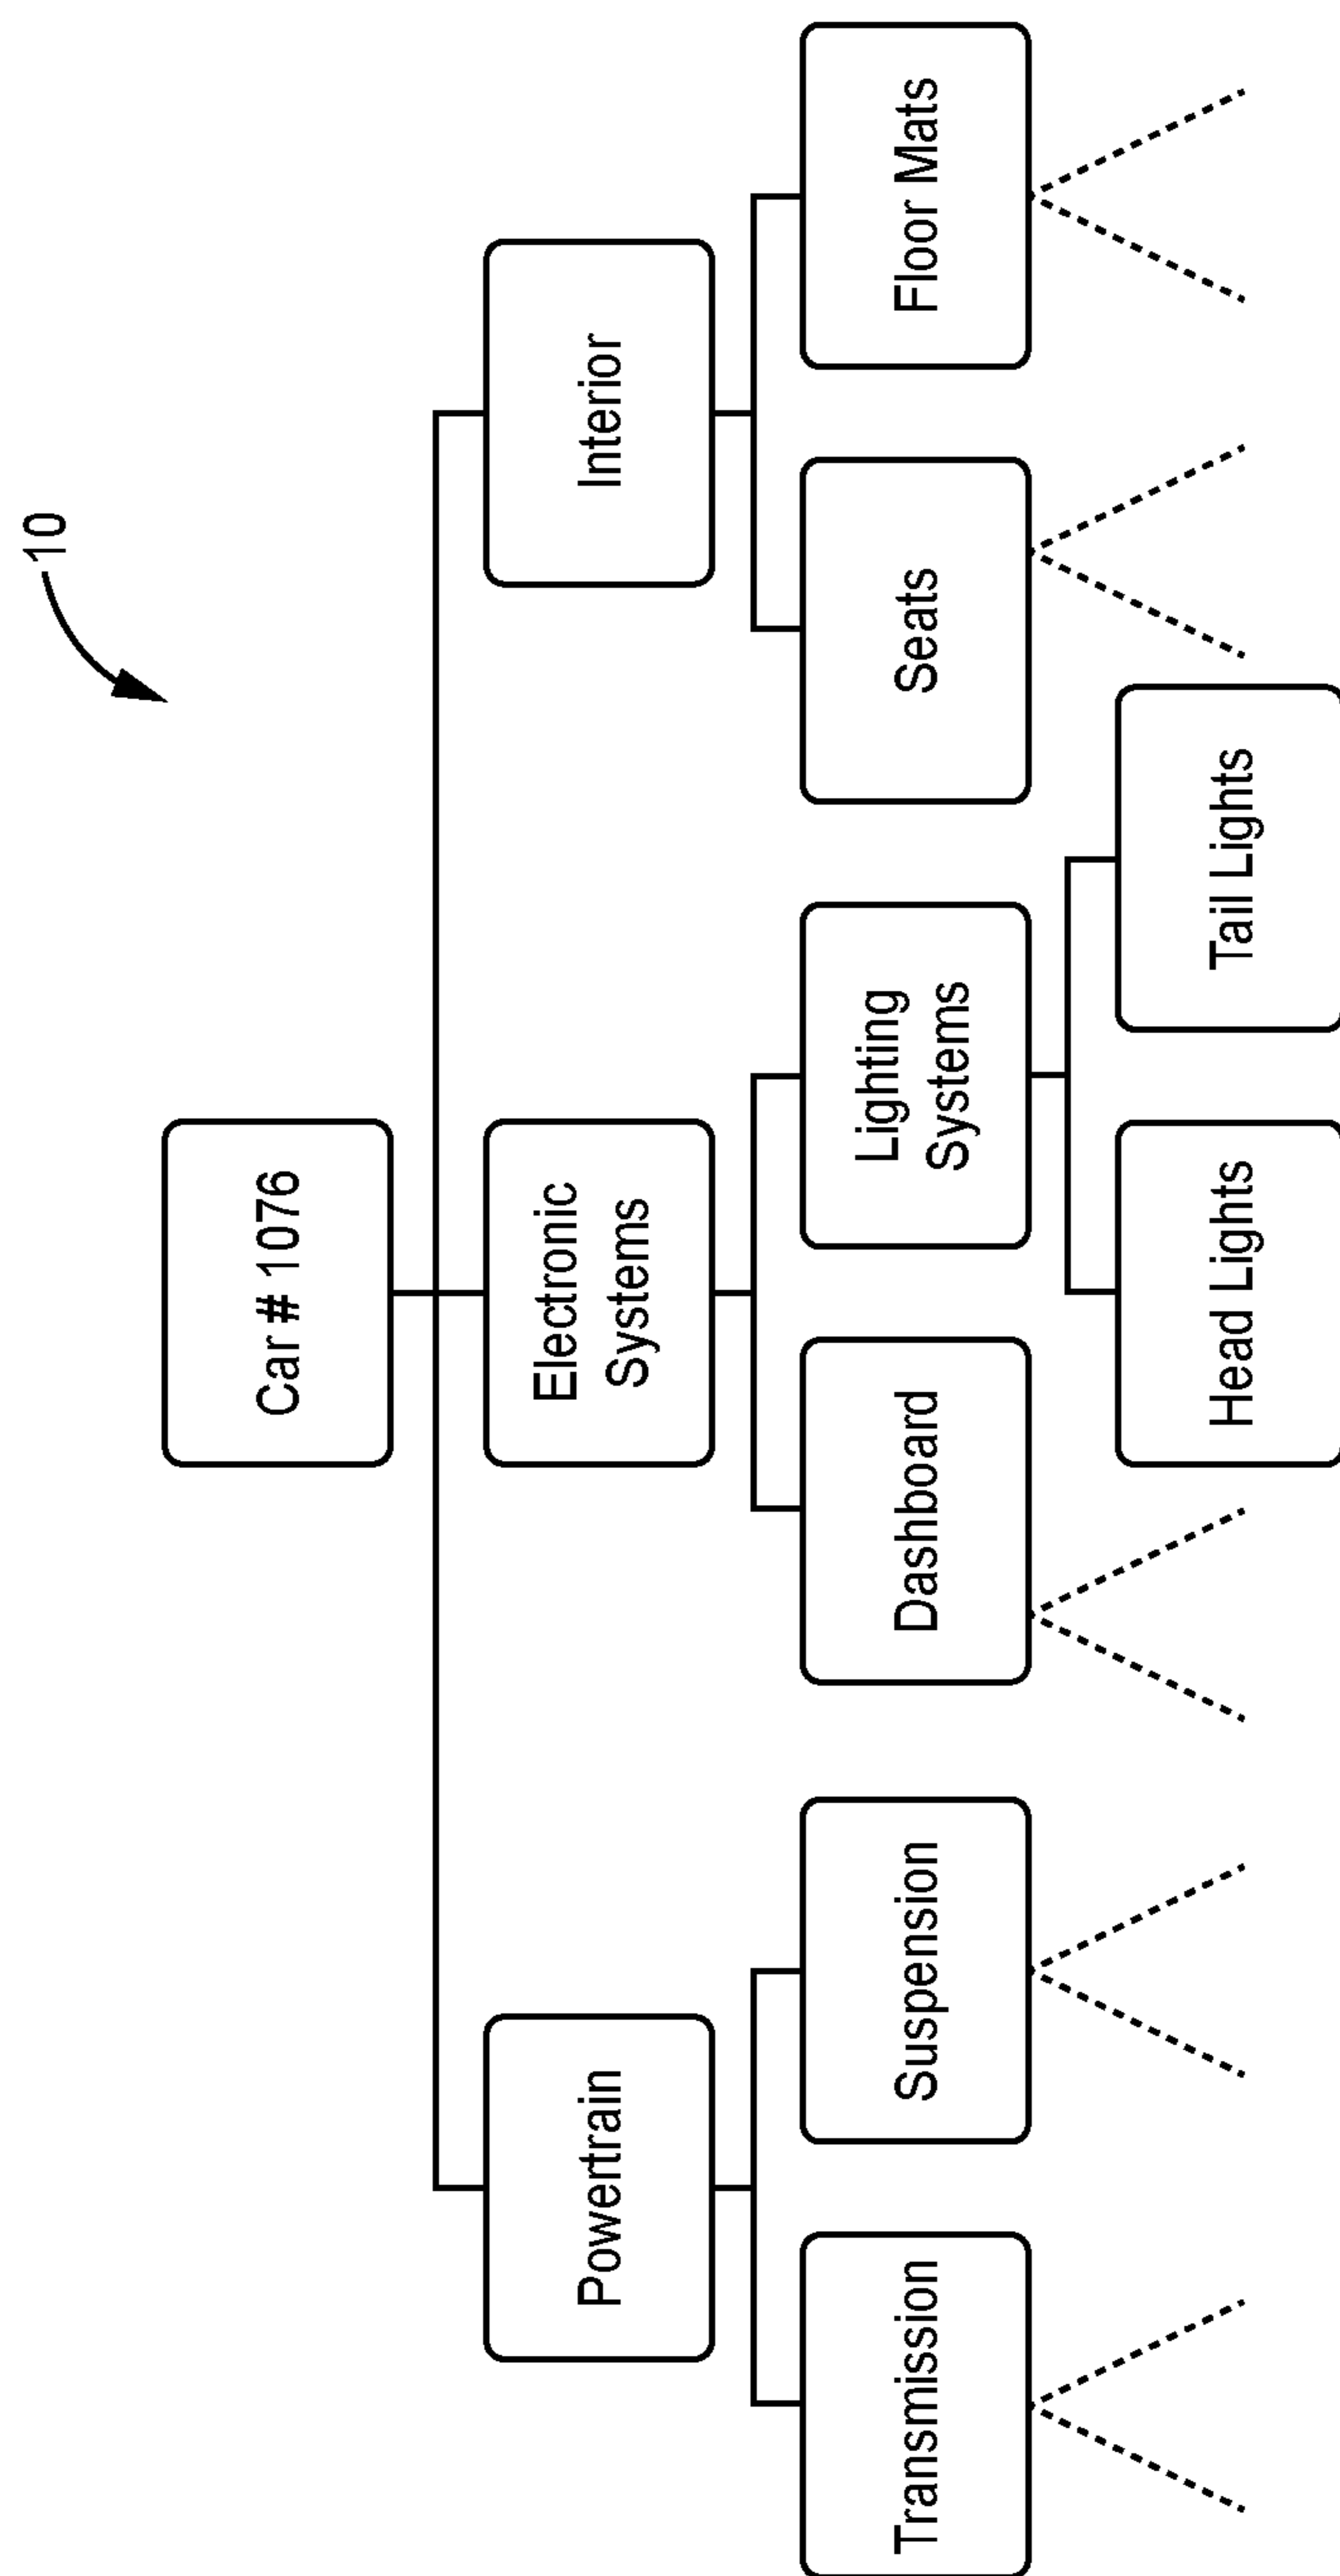 10
Car # 1076
Powertrain
Electronic
Systems
Interior
Transmission
Suspension
Dashboard
Lighting
Systems
Seats
Floor Mats
Head Lights
Tail Lights